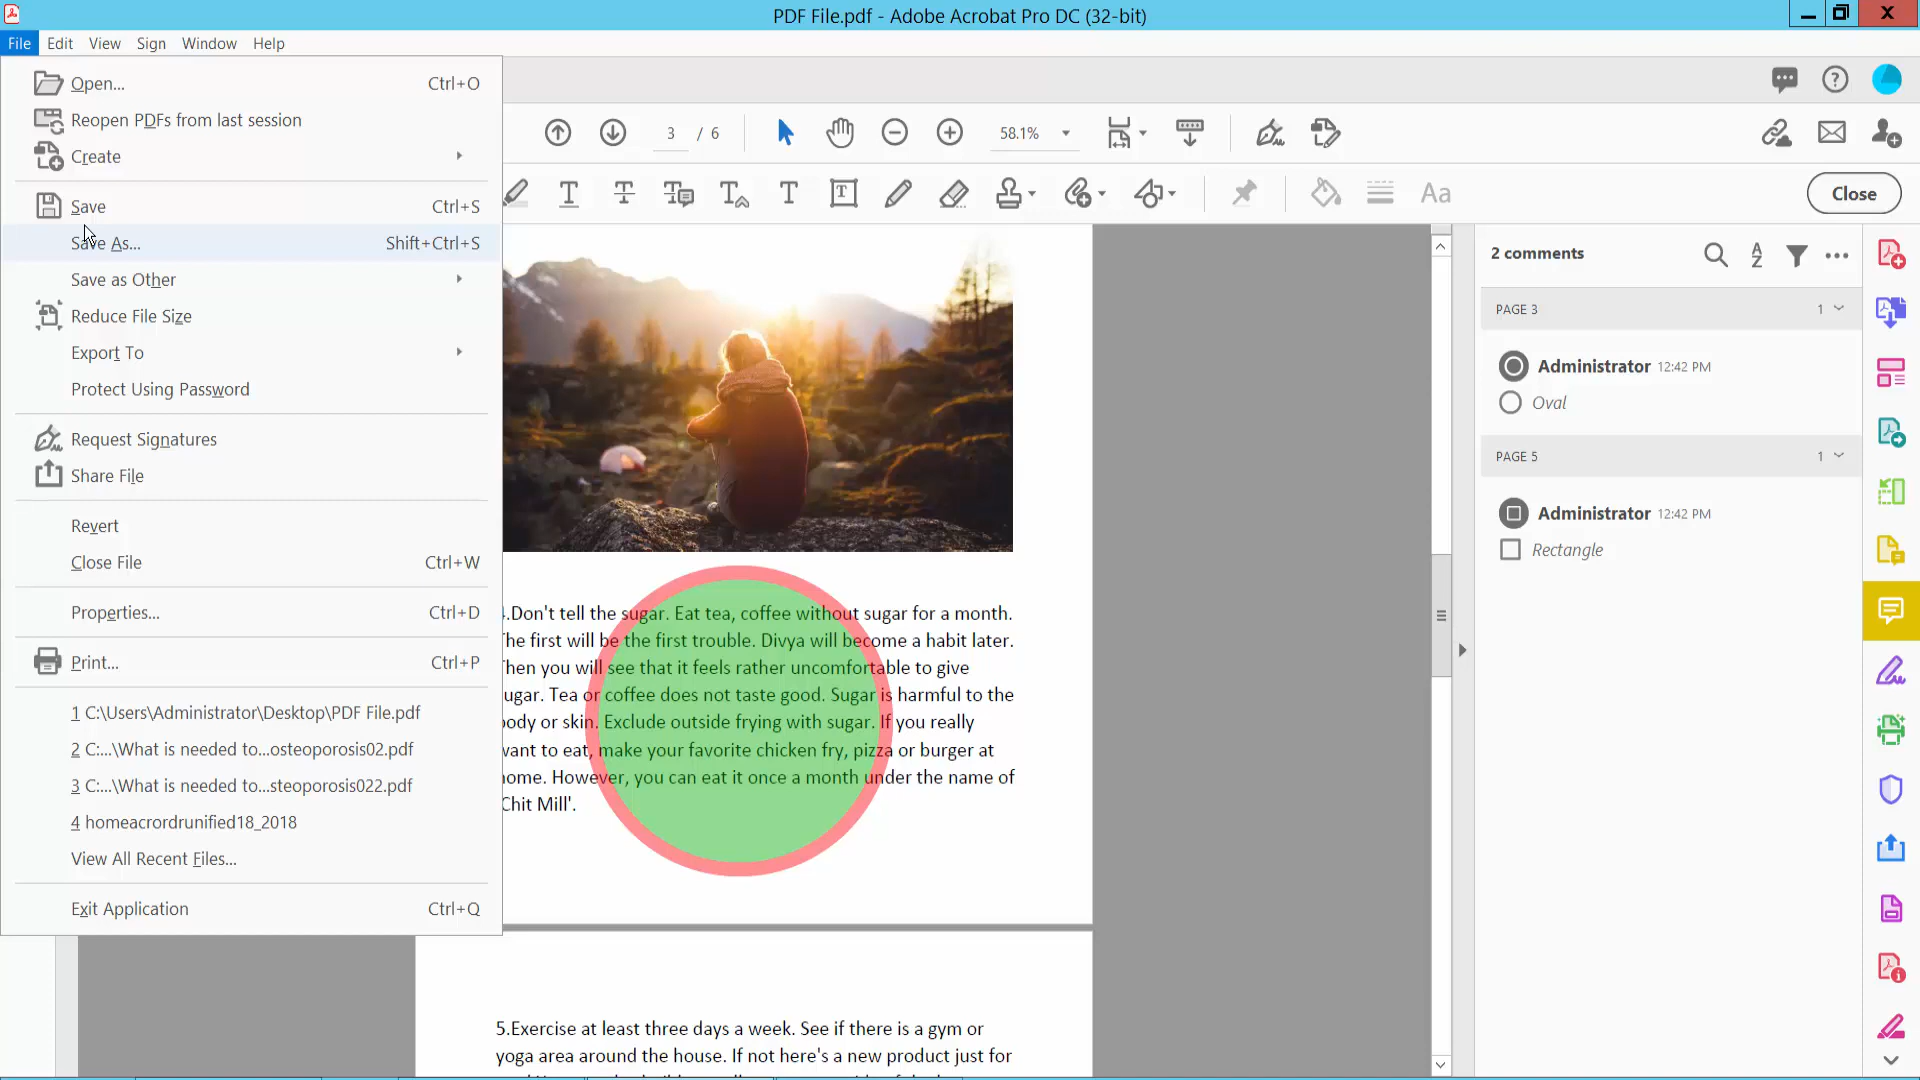 PDF File.pdf - Adobe Acrobat Pro DC (32-bit)
File Edit View Sign Window Help
Open... Ctrl+O
Reopen PDFs from last session
Create
Save Ctrl+S
Save As... Shift+Ctrl+S
Save as Other
Reduce File Size
Export To
Protect Using Password
Request Signatures
Share File
Revert
Close File Ctrl+W
Properties... Ctrl+D
Print... Ctrl+P
1 C:\Users\Administrator\Desktop\PDF File.pdf
2 C:...\What is needed to...osteoporosis02.pdf
3 C:...\What is needed to...steoporosis022.pdf
4 homeacrordrunified18_2018
View All Recent Files...
Exit Application Ctrl+Q
3 / 6 58.1%
Aa
Close
.Don't tell the sugar. Eat tea, coffee without sugar for a month.
The first will be the first trouble. Divya will become a habit later.
Then you will see that it feels rather uncomfortable to give
ugar. Tea or coffee does not taste good. Sugar is harmful to the
body or skin. Exclude outside frying with sugar. If you really
want to eat, make your favorite chicken fry, pizza or burger at
home. However, you can eat it once a month under the name of
Chit Mill'.
5.Exercise at least three days a week. See if there is a gym or
yoga area around the house. If not here's a new product just for
2 comments
PAGE 3 1
Administrator 12:42 PM
Oval
PAGE 5 1
Administrator 12:42 PM
Rectangle